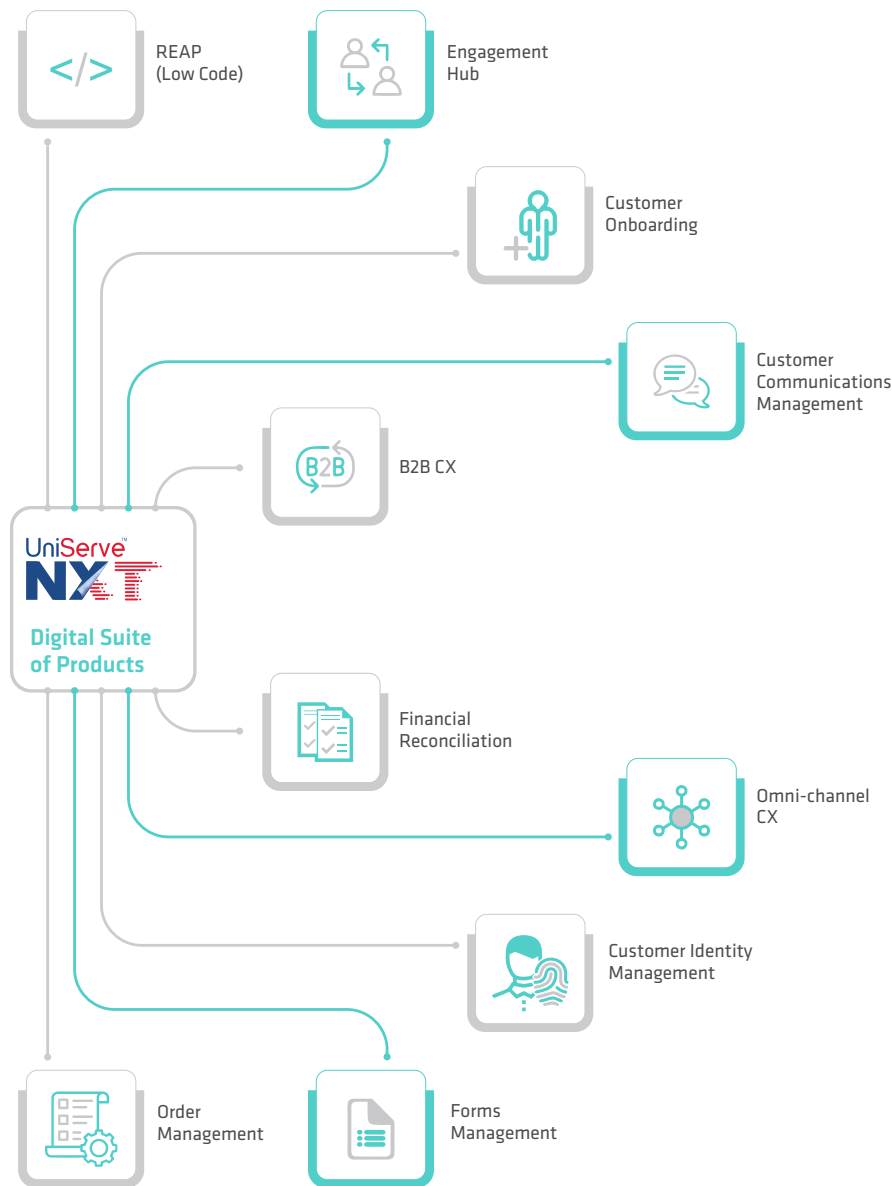 </>
REAP
(Low Code)
Engagement
Hub
Customer
Onboarding
Customer
Communications
Management
B2B
B2B CX
UniServe™
NXT
Digital Suite
of Products
Financial
Reconciliation
Omni-channel
CX
Customer Identity
Management
Order
Management
Forms
Management